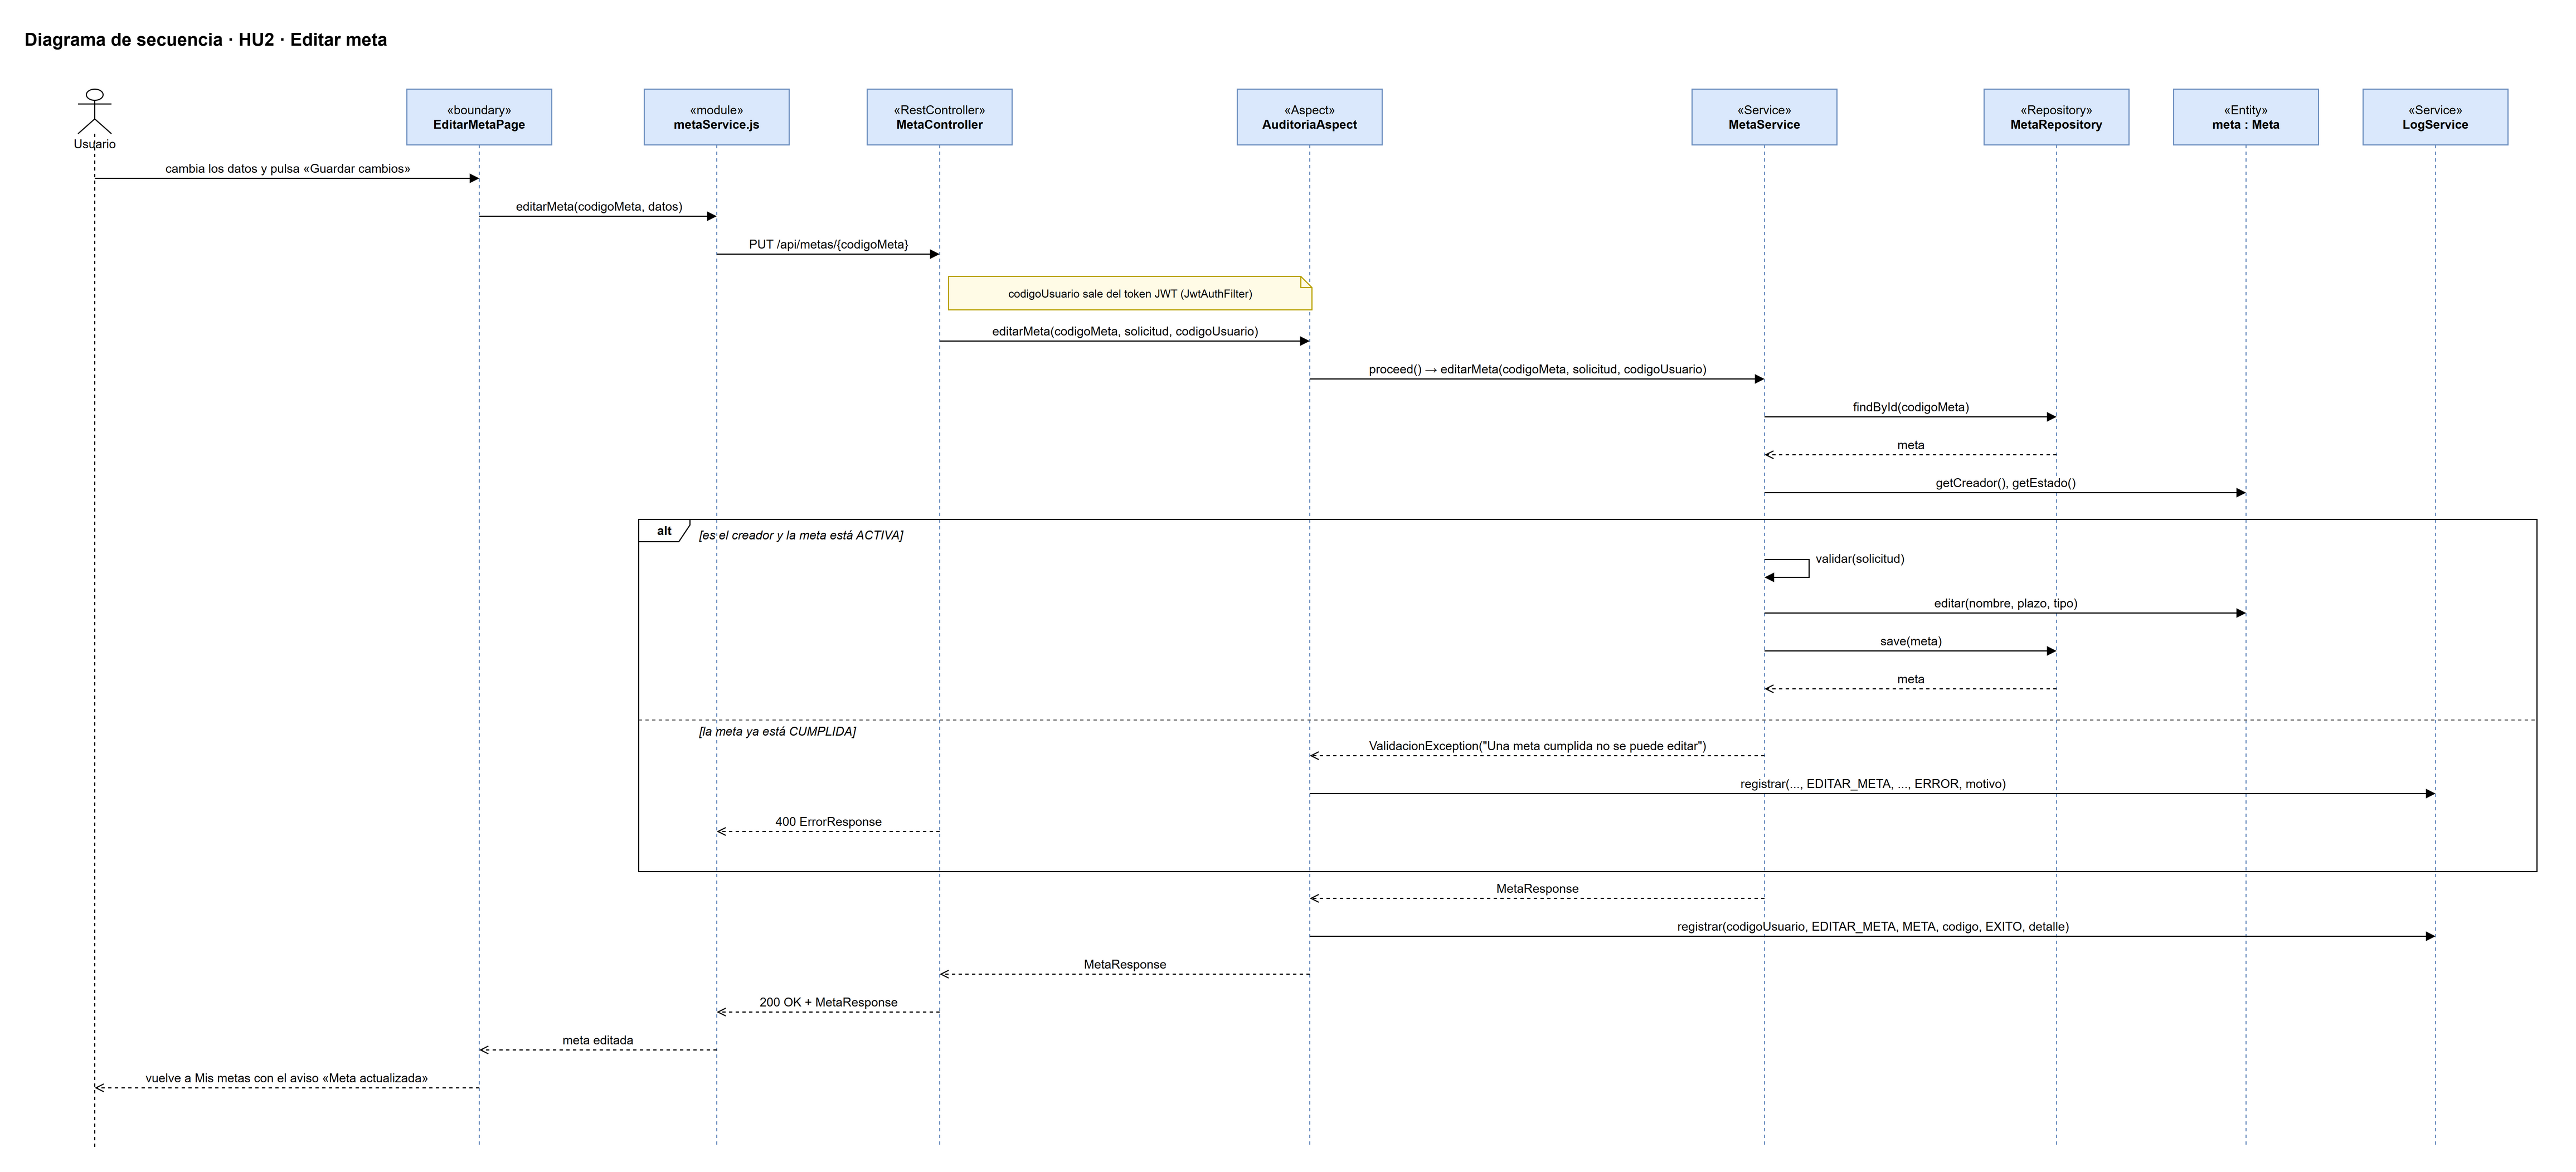 Diagrama de secuencia · HU2 · Editar meta
Usuario
«boundary»
EditarMetaPage
«module»
metaService.js
«RestController»
MetaController
«Aspect»
AuditoriaAspect
«Service»
MetaService
«Repository»
MetaRepository
«Entity»
meta : Meta
«Service»
LogService
cambia los datos y pulsa «Guardar cambios»
editarMeta(codigoMeta, datos)
PUT /api/metas/{codigoMeta}
codigoUsuario sale del token JWT (JwtAuthFilter)
editarMeta(codigoMeta, solicitud, codigoUsuario)
proceed() → editarMeta(codigoMeta, solicitud, codigoUsuario)
findById(codigoMeta)
meta
getCreador(), getEstado()
alt
[es el creador y la meta está ACTIVA]
validar(solicitud)
editar(nombre, plazo, tipo)
save(meta)
meta
[la meta ya está CUMPLIDA]
ValidacionException("Una meta cumplida no se puede editar")
registrar(..., EDITAR_META, ..., ERROR, motivo)
400 ErrorResponse
MetaResponse
registrar(codigoUsuario, EDITAR_META, META, codigo, EXITO, detalle)
MetaResponse
200 OK + MetaResponse
meta editada
vuelve a Mis metas con el aviso «Meta actualizada»